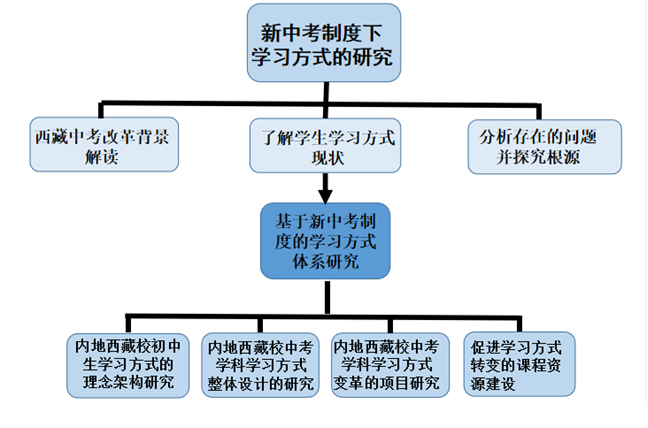 新中考制度下
学习方式的研究
西藏中考改革背景
解读
了解学生学习方式
现状
分析存在的问题
并探究根源
基于新中考制
度的学习方式
体系研究
内地西藏校初中
生学习方式的
理念架构研究
内地西藏校中考
学科学习方式
整体设计的研究
内地西藏校中考
学科学习方式
变革的项目研究
促进学习方式
转变的课程资
源建设